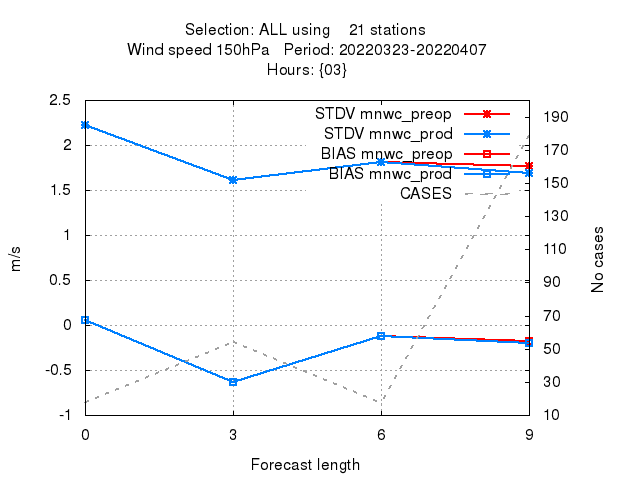 Selection: ALL using 21 stations
Wind speed 150hPa Period: 20220323-20220407
Hours: {03}
STDV mnwc_preop
STDV mnwc_prod
BIAS mnwc_preop
BIAS mnwc_prod
CASES
2.5
2
1.5
1
0.5
0
-0.5
-1
m/s
190
170
150
130
110
90
70
50
30
10
No cases
0 3 6 9
Forecast length